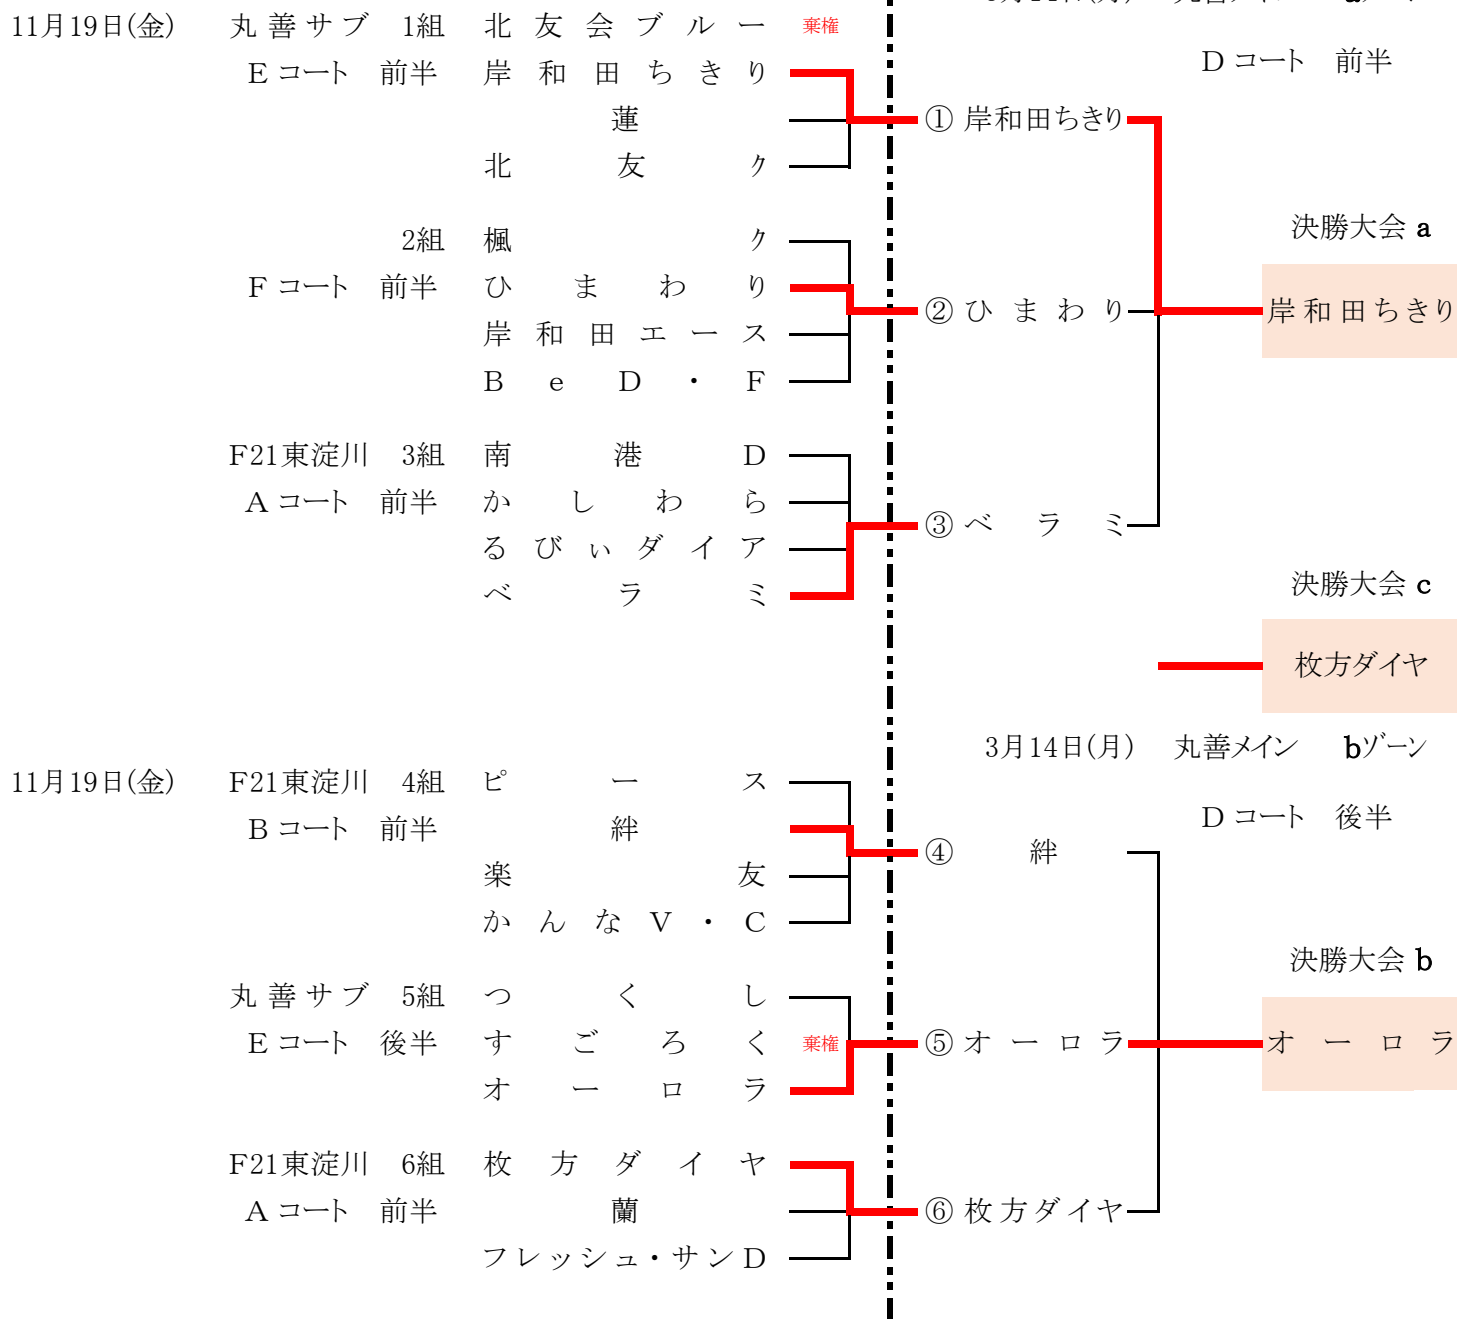 11月19日(金) 丸善サブ 1組 北友会ブルー 棄権
Eコート 前半 岸和田ちきり
Dコート 前半
蓮
① 岸和田ちきり
北友ク
決勝大会 a
2組 楓ク
Fコート 前半 ひまわり
② ひまわり
岸和田ちきり
岸和田エース
BeD・F
F21東淀川 3組 南港D
Aコート 前半 かしわら
③ ベラミ
るびぃダイア
ベラミ
決勝大会 c
枚方ダイヤ
3月14日(月) 丸善メイン bゾーン
11月19日(金) F21東淀川 4組 ピース
Dコート 後半
Bコート 前半 絆
④ 絆
楽友
かんなV・C
決勝大会 b
丸善サブ 5組 つくし
Eコート 後半 すごろく 棄権
⑤ オーロラ
オーロラ
オーロラ
F21東淀川 6組 枚方ダイヤ
Aコート 前半 蘭
⑥ 枚方ダイヤ
フレッシュ・サンD